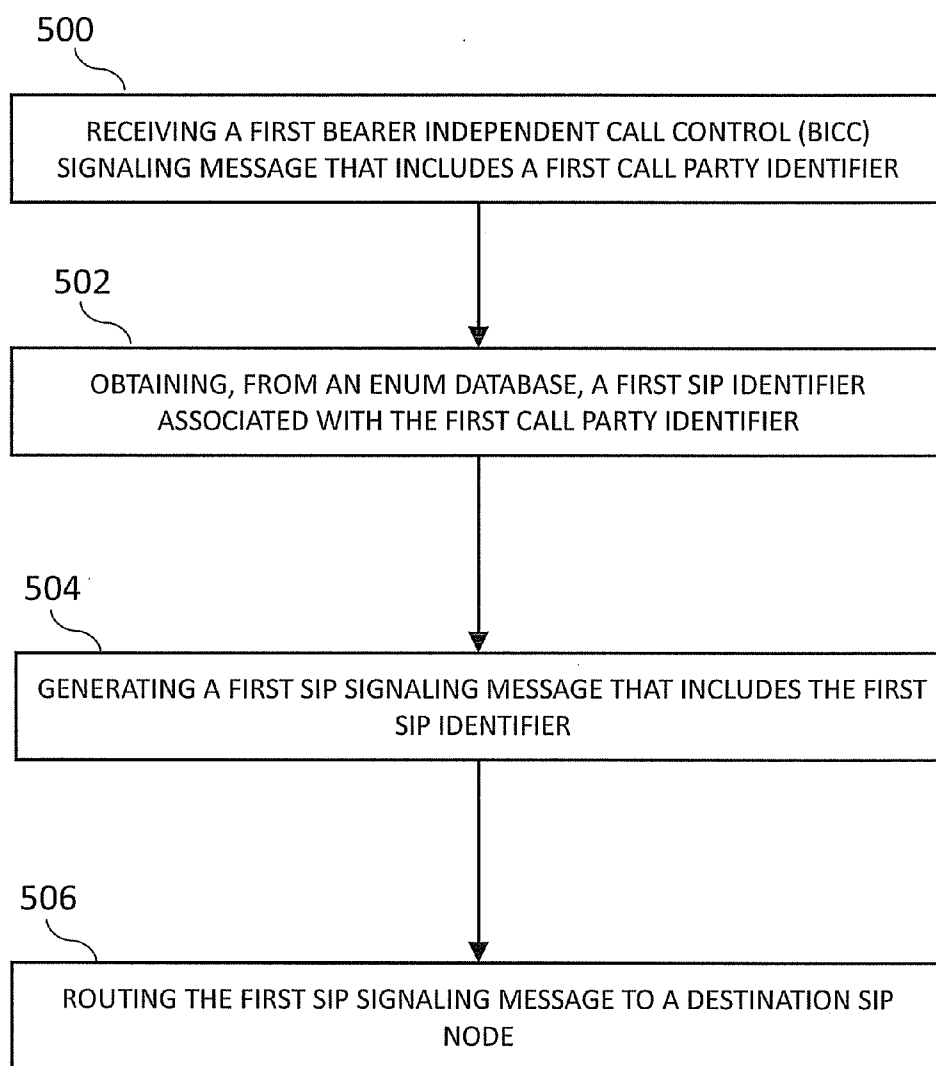 500
RECEIVING A FIRST BEARER INDEPENDENT CALL CONTROL (BICC)
SIGNALING MESSAGE THAT INCLUDES A FIRST CALL PARTY IDENTIFIER
502
OBTAINING, FROM AN ENUM DATABASE, A FIRST SIP IDENTIFIER
ASSOCIATED WITH THE FIRST CALL PARTY IDENTIFIER
504
GENERATING A FIRST SIP SIGNALING MESSAGE THAT INCLUDES THE FIRST
SIP IDENTIFIER
506
ROUTING THE FIRST SIP SIGNALING MESSAGE TO A DESTINATION SIP
NODE